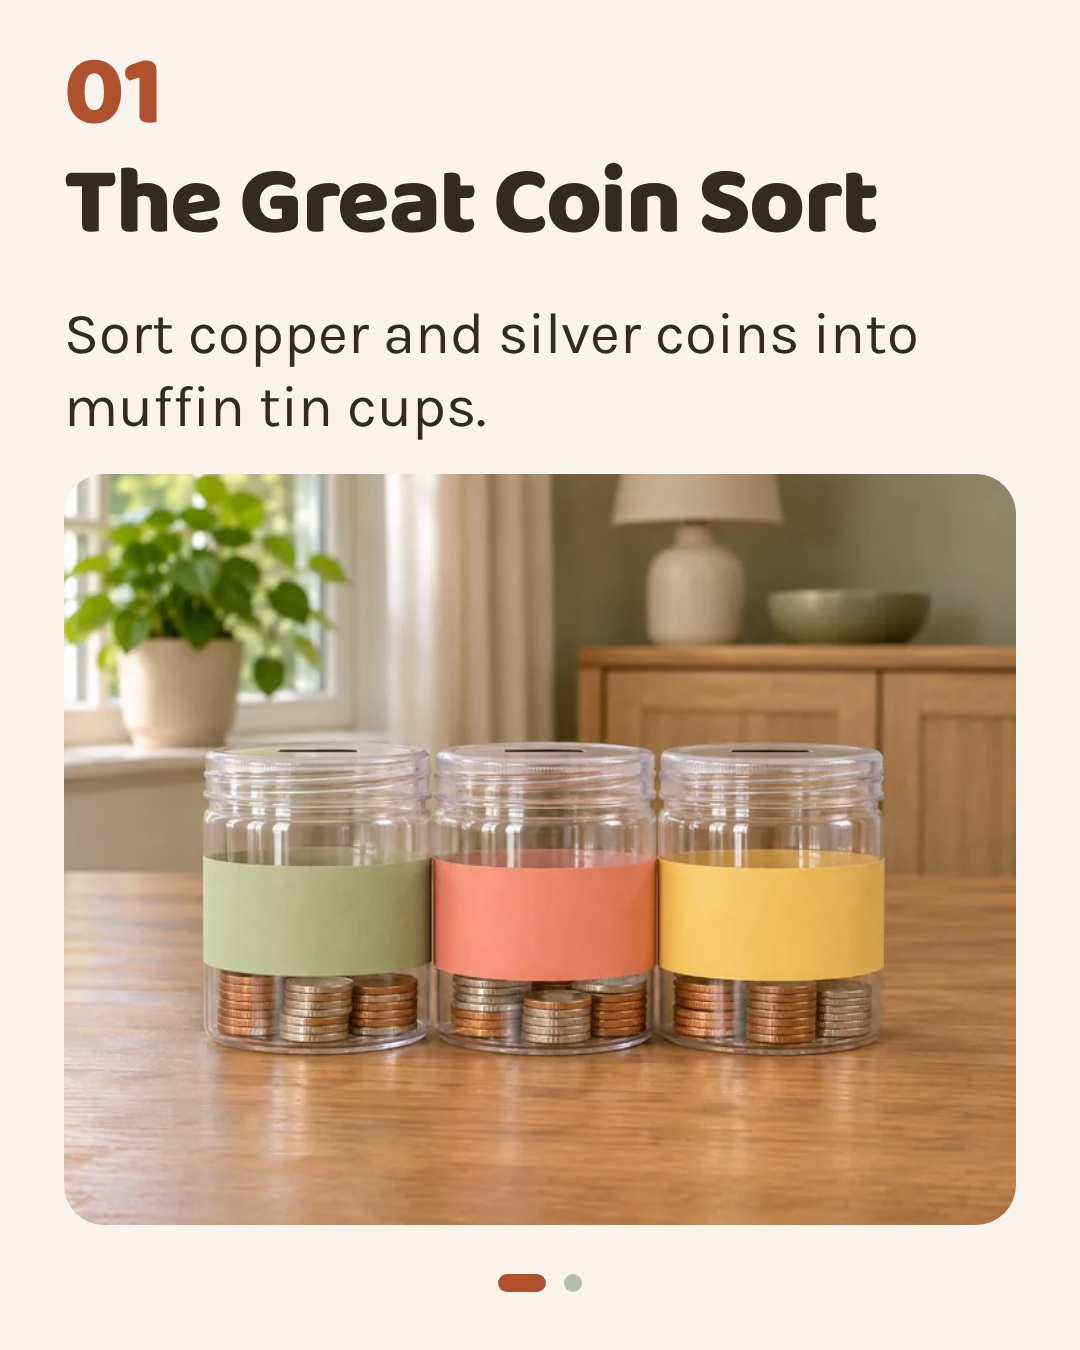 01
The Great Coin Sort
Sort copper and silver coins into
muffin tin cups.